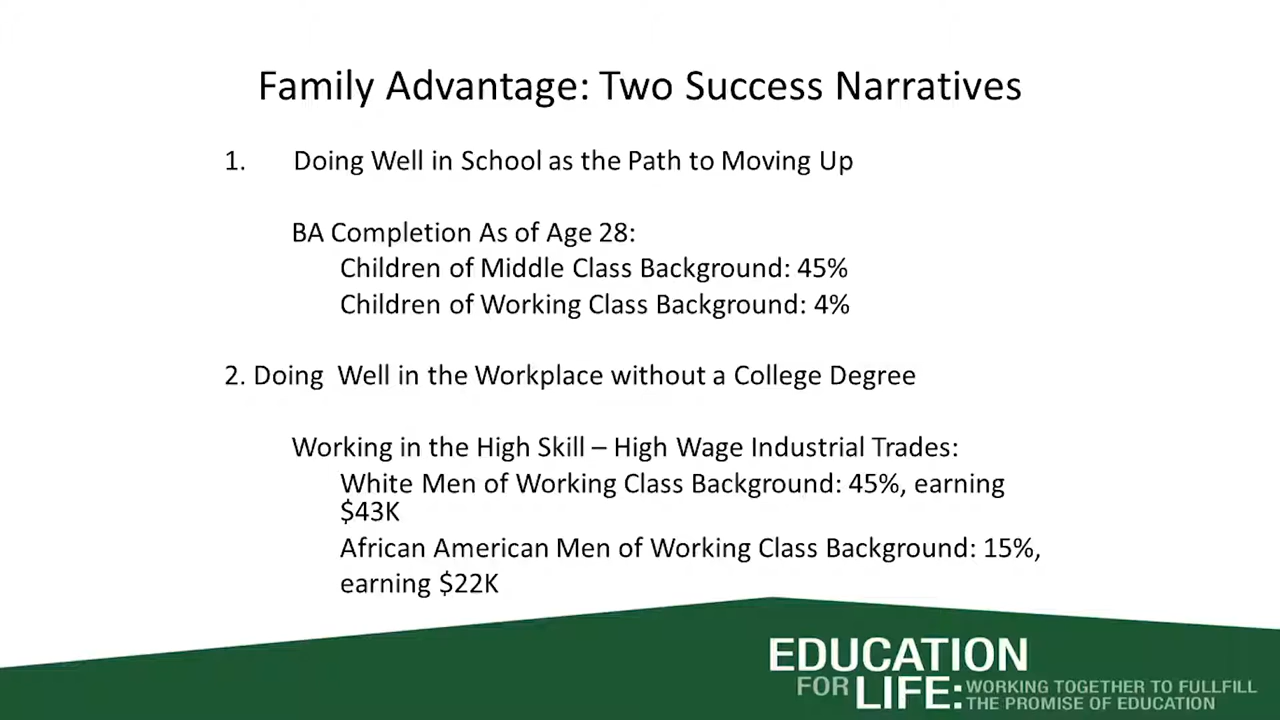 Family Advantage: Two Success Narratives
1. Doing Well in School as the Path to Moving Up
BA Completion As of Age 28:
Children of Middle Class Background: 45%
Children of Working Class Background: 4%
2. Doing Well in the Workplace without a College Degree
Working in the High Skill – High Wage Industrial Trades:
White Men of Working Class Background: 45%, earning
$43K
African American Men of Working Class Background: 15%,
earning $22K
EDUCATION
FOR LIFE: WORKING TOGETHER TO FULLFILL
THE PROMISE OF EDUCATION